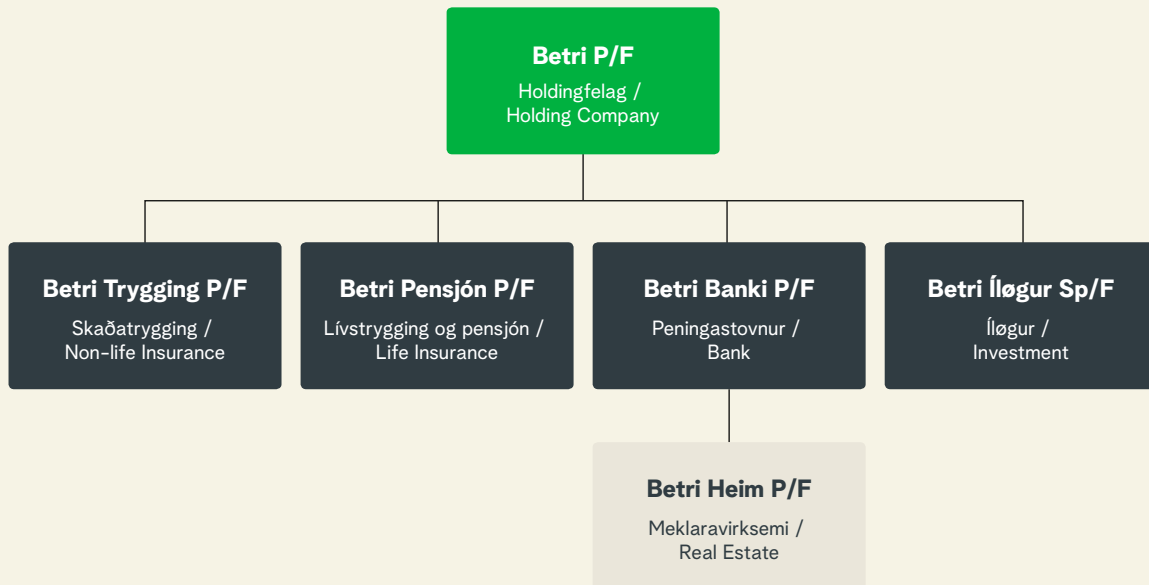 Betri P/F
Holdingfelag /
Holding Company
Betri Trygging P/F
Skaðatrygging /
Non-life Insurance
Betri Pensjón P/F
Lívstrygging og pensjón /
Life Insurance
Betri Banki P/F
Peningastovnur /
Bank
Betri Íløgur Sp/F
Íløgur /
Investment
Betri Heim P/F
Meklaravirksemi /
Real Estate